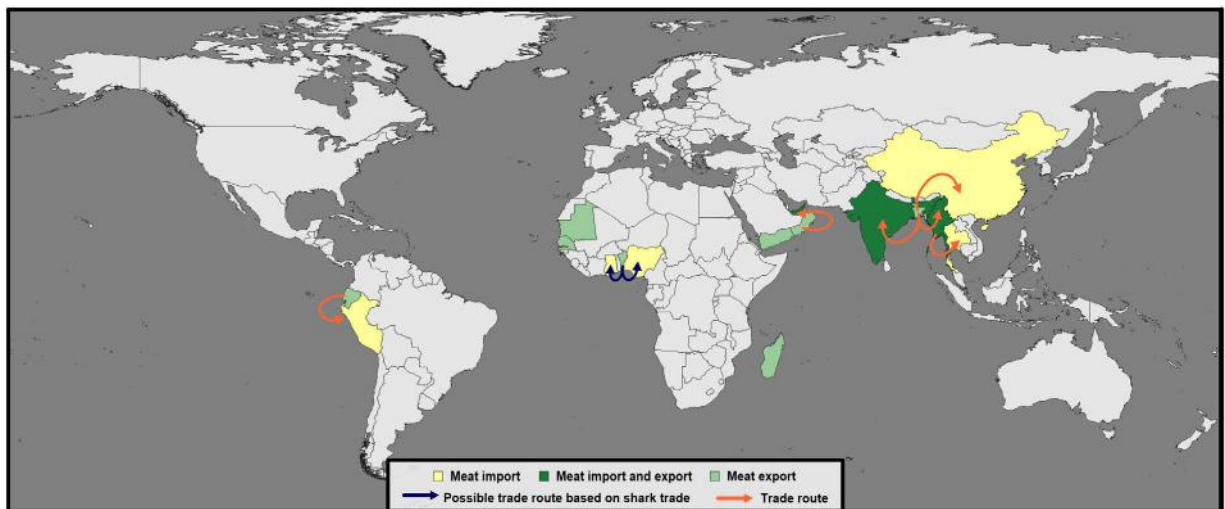 Meat import Meat import and export Meat export
Possible trade route based on shark trade Trade route